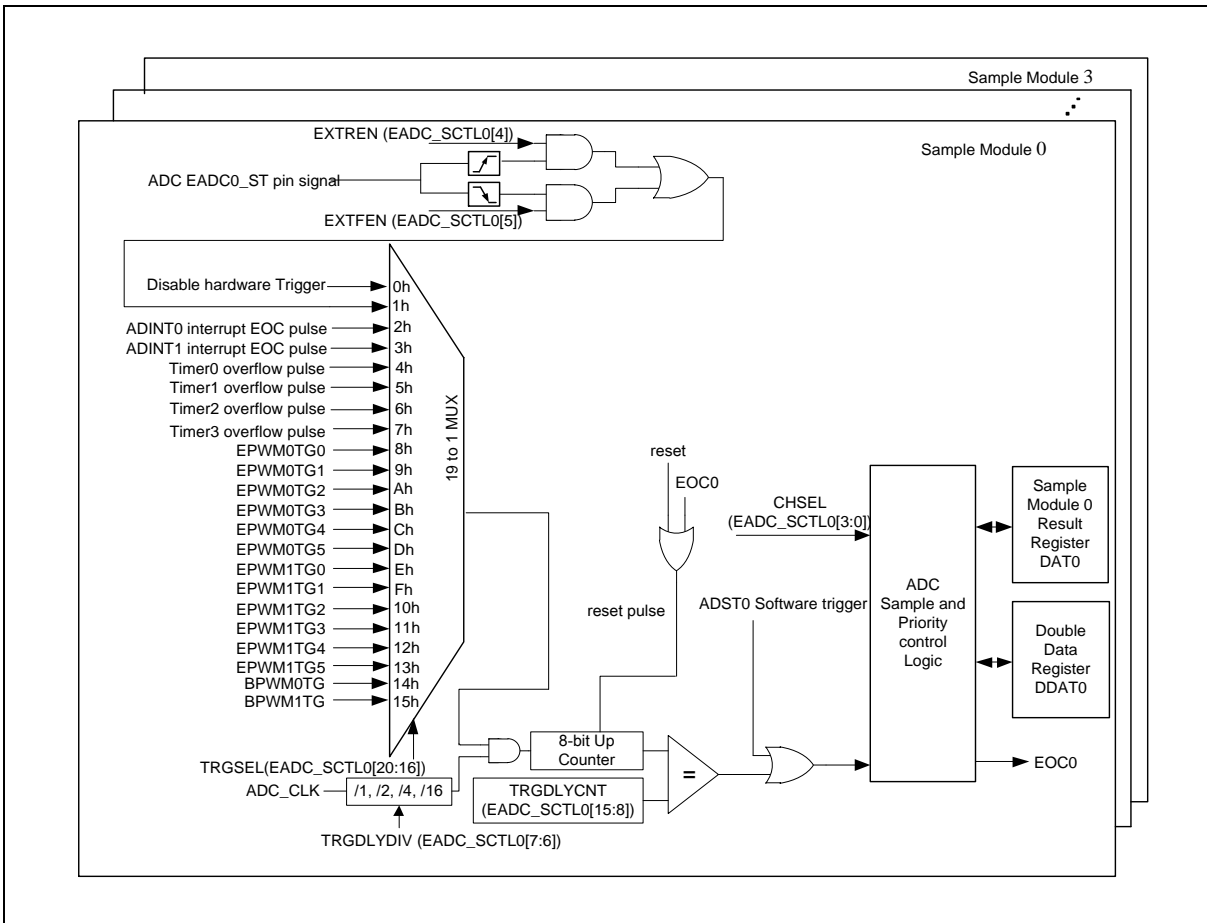 Sample Module 3
Sample Module 0
EXTREN (EADC_SCTL0[4])
ADC EADC0_ST pin signal
EXTFEN (EADC_SCTL0[5])
Disable hardware Trigger
0h
1h
ADINT0 interrupt EOC pulse
2h
ADINT1 interrupt EOC pulse
3h
Timer0 overflow pulse
4h
Timer1 overflow pulse
5h
Timer2 overflow pulse
6h
Timer3 overflow pulse
7h
EPWM0TG0
8h
EPWM0TG1
9h
EPWM0TG2
Ah
EPWM0TG3
Bh
EPWM0TG4
Ch
EPWM0TG5
Dh
EPWM1TG0
Eh
EPWM1TG1
Fh
EPWM1TG2
10h
EPWM1TG3
11h
EPWM1TG4
12h
EPWM1TG5
13h
BPWM0TG
14h
BPWM1TG
15h
19 to 1 MUX
TRGSEL(EADC_SCTL0[20:16])
ADC_CLK
/1, /2, /4, /16
TRGDLYDIV (EADC_SCTL0[7:6])
reset
EOC0
reset pulse
8-bit Up
Counter
TRGDLYCNT
(EADC_SCTL0[15:8])
=
CHSEL
(EADC_SCTL0[3:0])
ADST0 Software trigger
ADC
Sample and
Priority
control
Logic
Sample
Module 0
Result
Register
DAT0
Double
Data
Register
DDAT0
EOC0